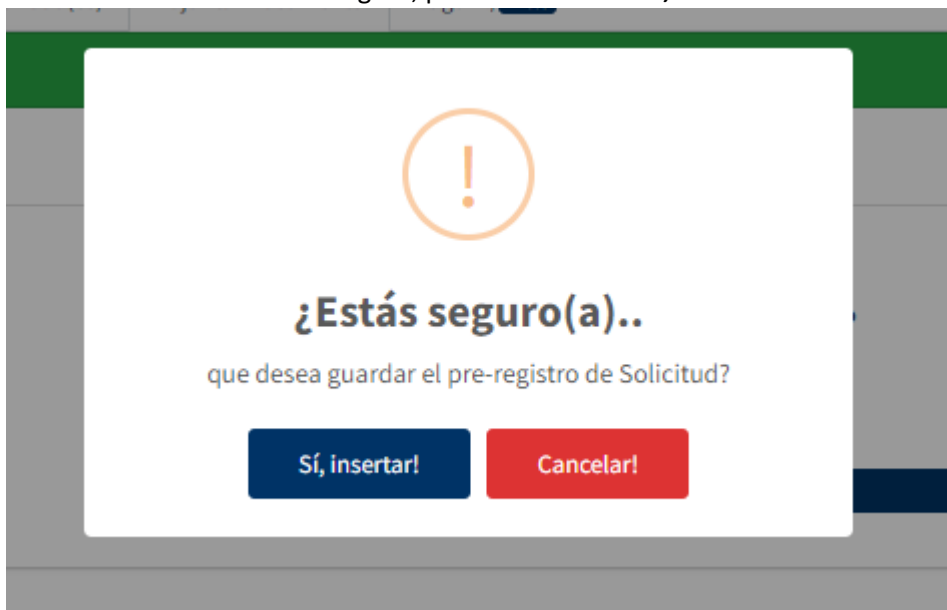 !
¿Estás seguro(a)..
que desea guardar el pre-registro de Solicitud?
Sí, insertar!
Cancelar!